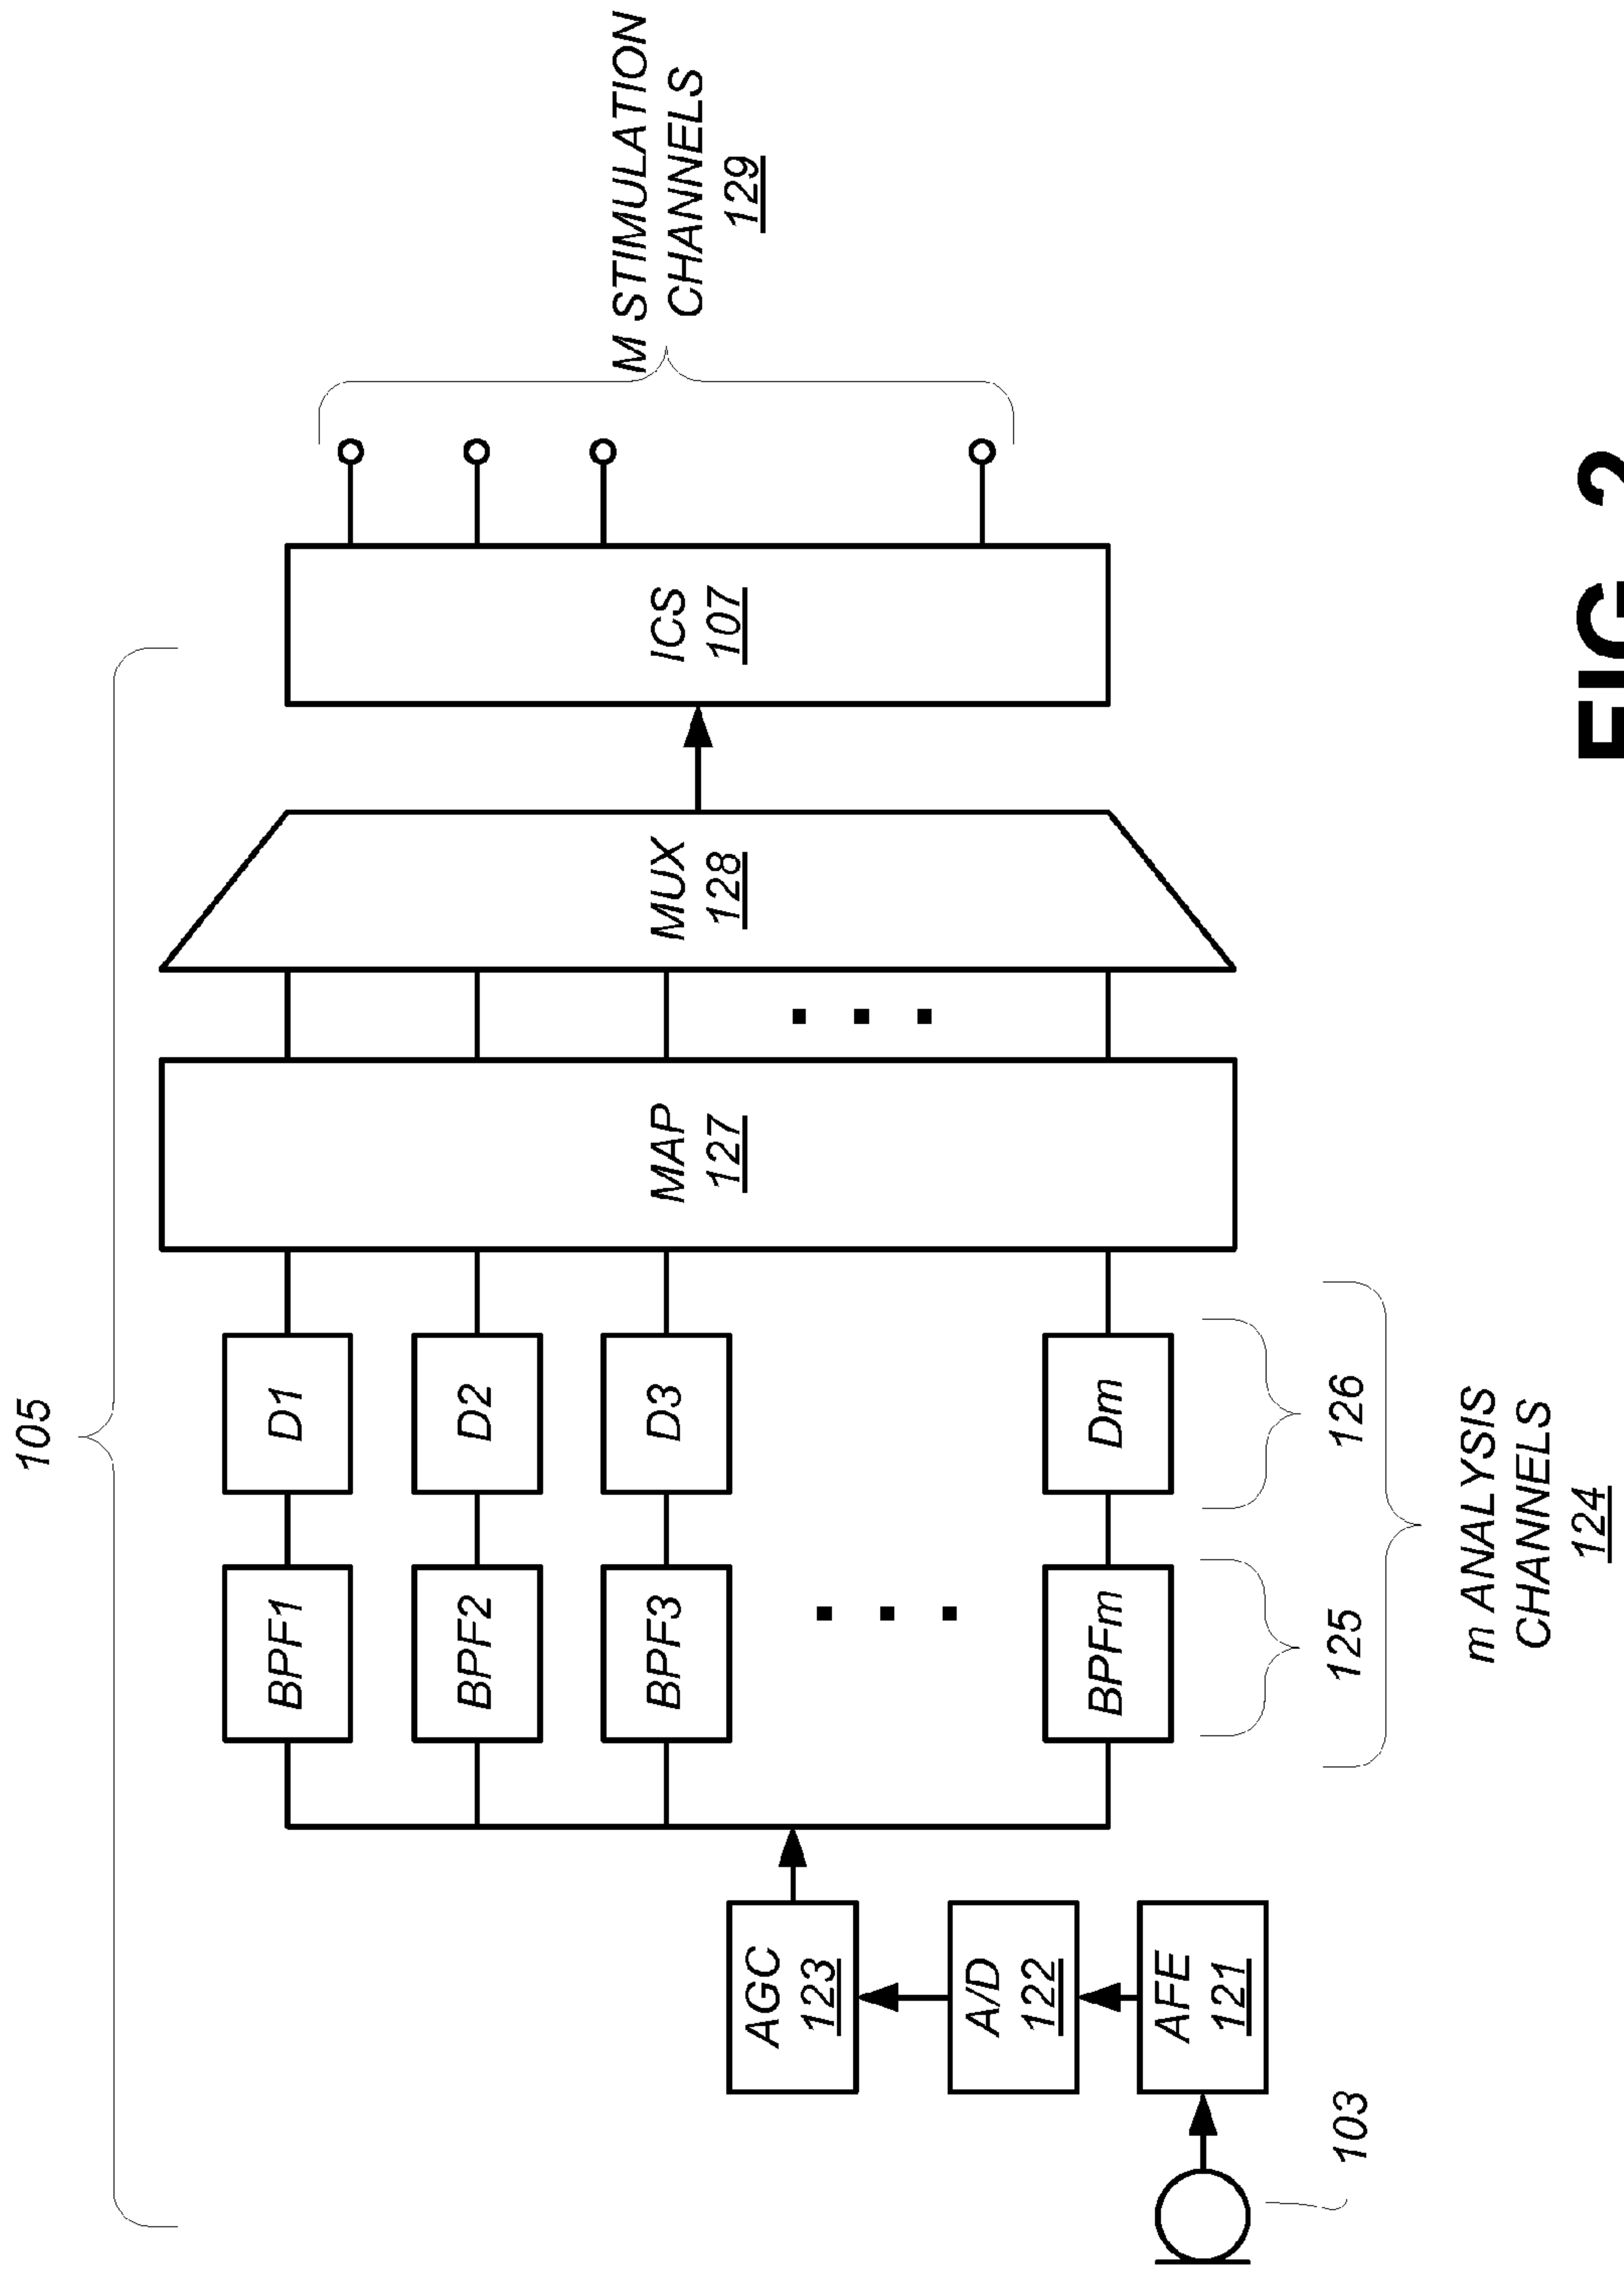 105
BPF1
D1
BPF2
D2
BPF3
D3
BPFm
Dm
MAP
127
MUX
128
ICS
107
M STIMULATION
CHANNELS
129
AGC
123
A/D
122
AFE
121
103
125
126
m ANALYSIS
CHANNELS
124
FIG. 2